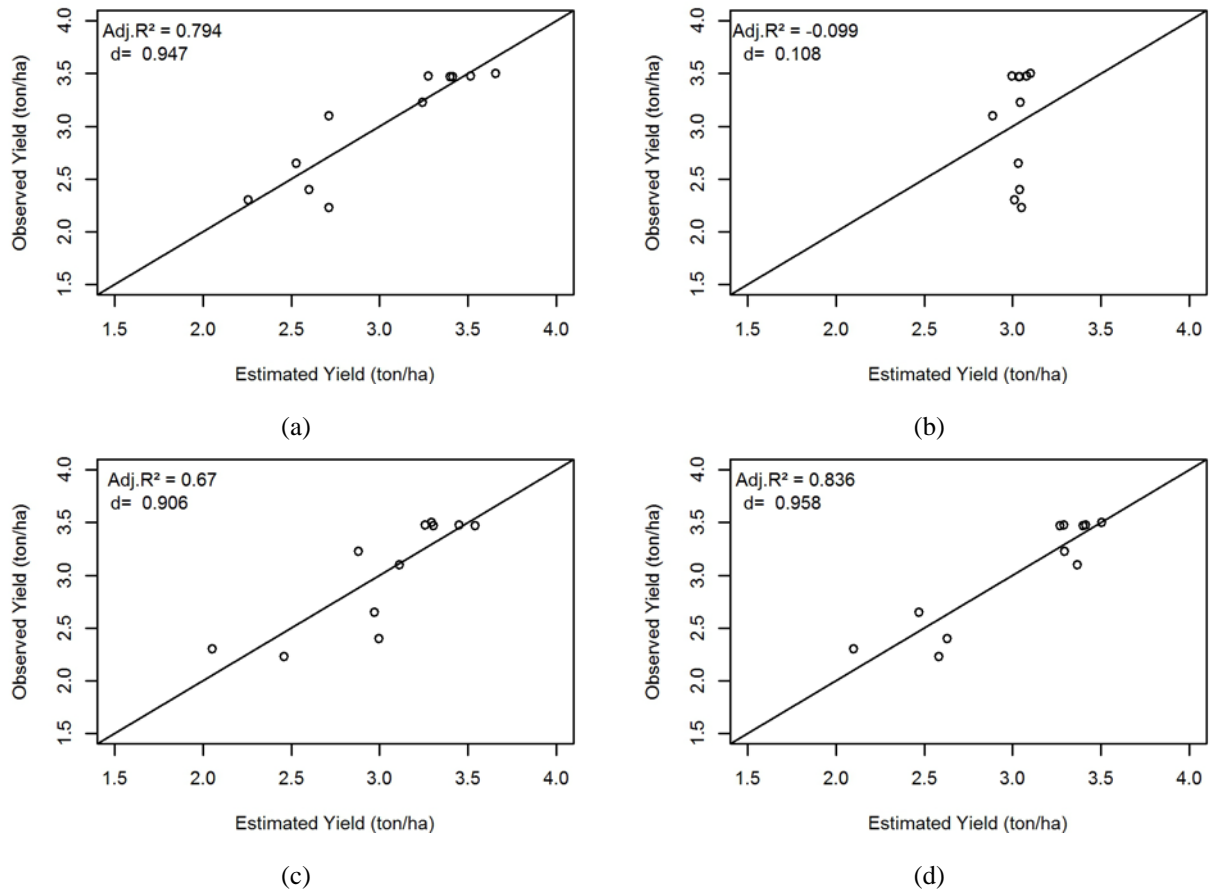 Adj.R² = 0.794
d= 0.947
Observed Yield (ton/ha)
4.0
3.5
3.0
2.5
2.0
1.5
1.5 2.0 2.5 3.0 3.5 4.0
Estimated Yield (ton/ha)
(a)
Adj.R² = -0.099
d= 0.108
Observed Yield (ton/ha)
4.0
3.5
3.0
2.5
2.0
1.5
1.5 2.0 2.5 3.0 3.5 4.0
Estimated Yield (ton/ha)
(b)
Adj.R² = 0.67
d= 0.906
Observed Yield (ton/ha)
4.0
3.5
3.0
2.5
2.0
1.5
1.5 2.0 2.5 3.0 3.5 4.0
Estimated Yield (ton/ha)
(c)
Adj.R² = 0.836
d= 0.958
Observed Yield (ton/ha)
4.0
3.5
3.0
2.5
2.0
1.5
1.5 2.0 2.5 3.0 3.5 4.0
Estimated Yield (ton/ha)
(d)